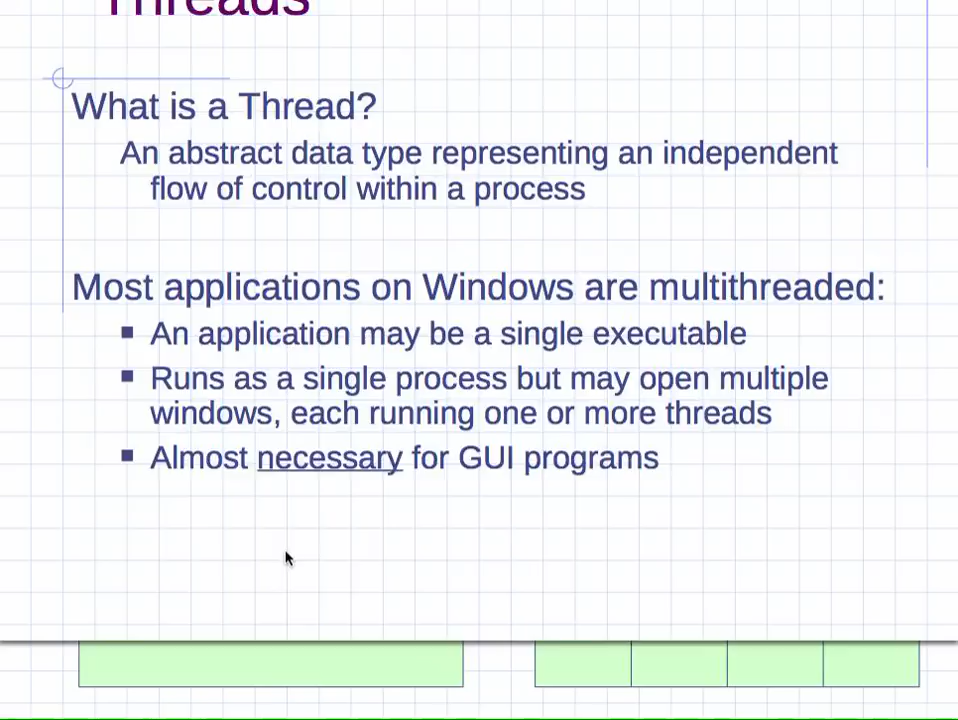 Threads
What is a Thread?
An abstract data type representing an independent
flow of control within a process
Most applications on Windows are multithreaded:
An application may be a single executable
Runs as a single process but may open multiple
windows, each running one or more threads
Almost necessary for GUI programs